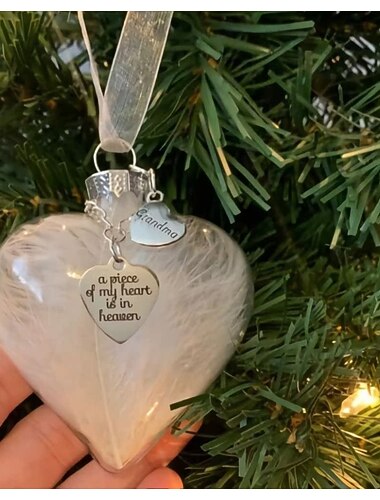 Grandma
a piece
of my heart
is in
heaven